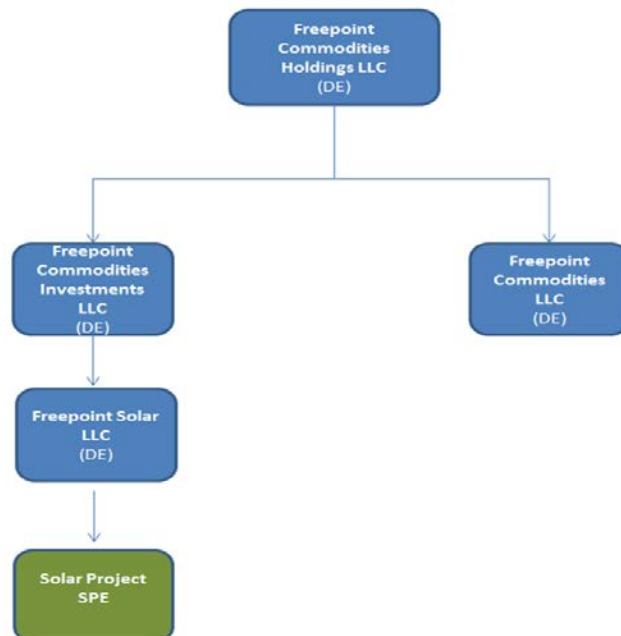 Freepoint
Commodities
Holdings LLC
(DE)
Freepoint
Commodities
Investments
LLC
(DE)
Freepoint
Commodities
LLC
(DE)
Freepoint Solar
LLC
(DE)
Solar Project
SPE